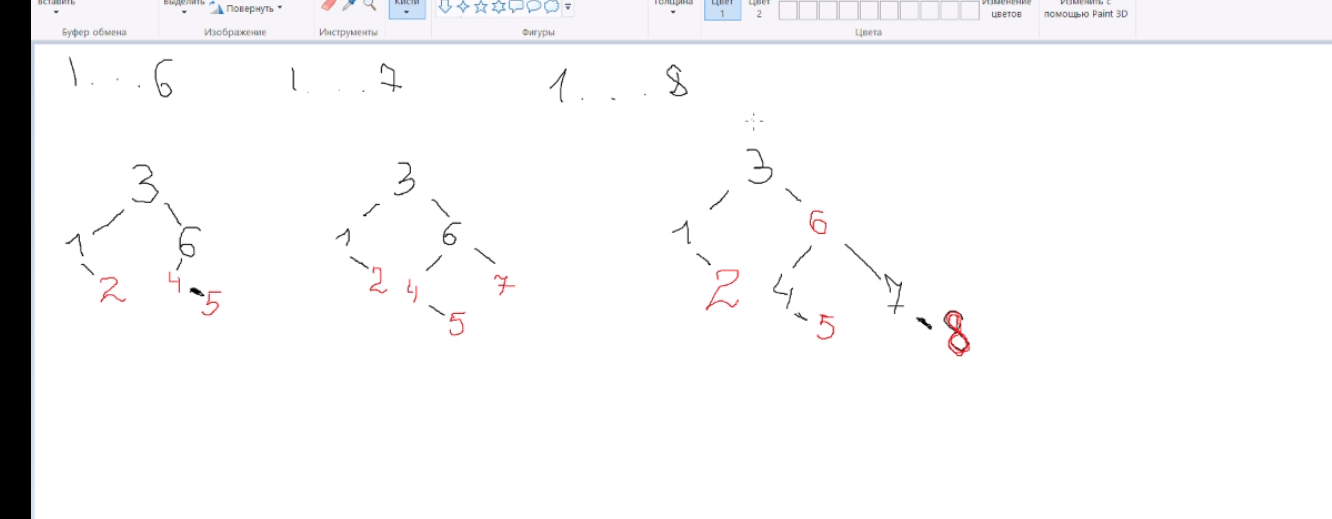 Вставить Выделить Повернуть Кисти Толщина Цвет 1 Цвет 2 Изменение цветов Изменить с помощью Paint 3D
Буфер обмена Изображение Инструменты Фигуры Цвета
1...6 1...7 1...8
3 3 3
1 6 1 6 1 6
2 4 5 2 4 7 2 4 7
5 5 8